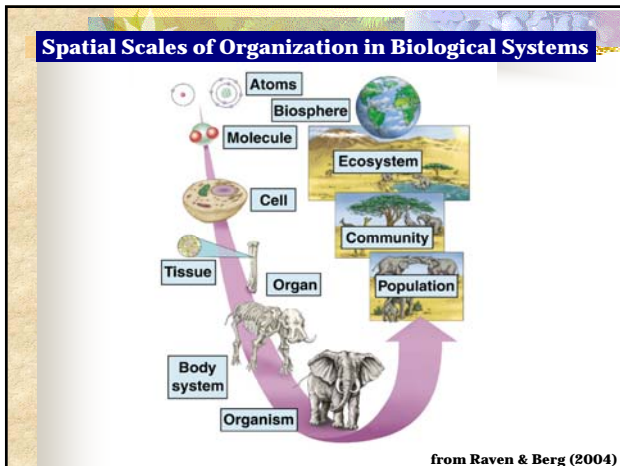 Spatial Scales of Organization in Biological Systems
Atoms
Molecule
Cell
Tissue
Organ
Body
system
Organism
Population
Community
Ecosystem
Biosphere
from Raven & Berg (2004)